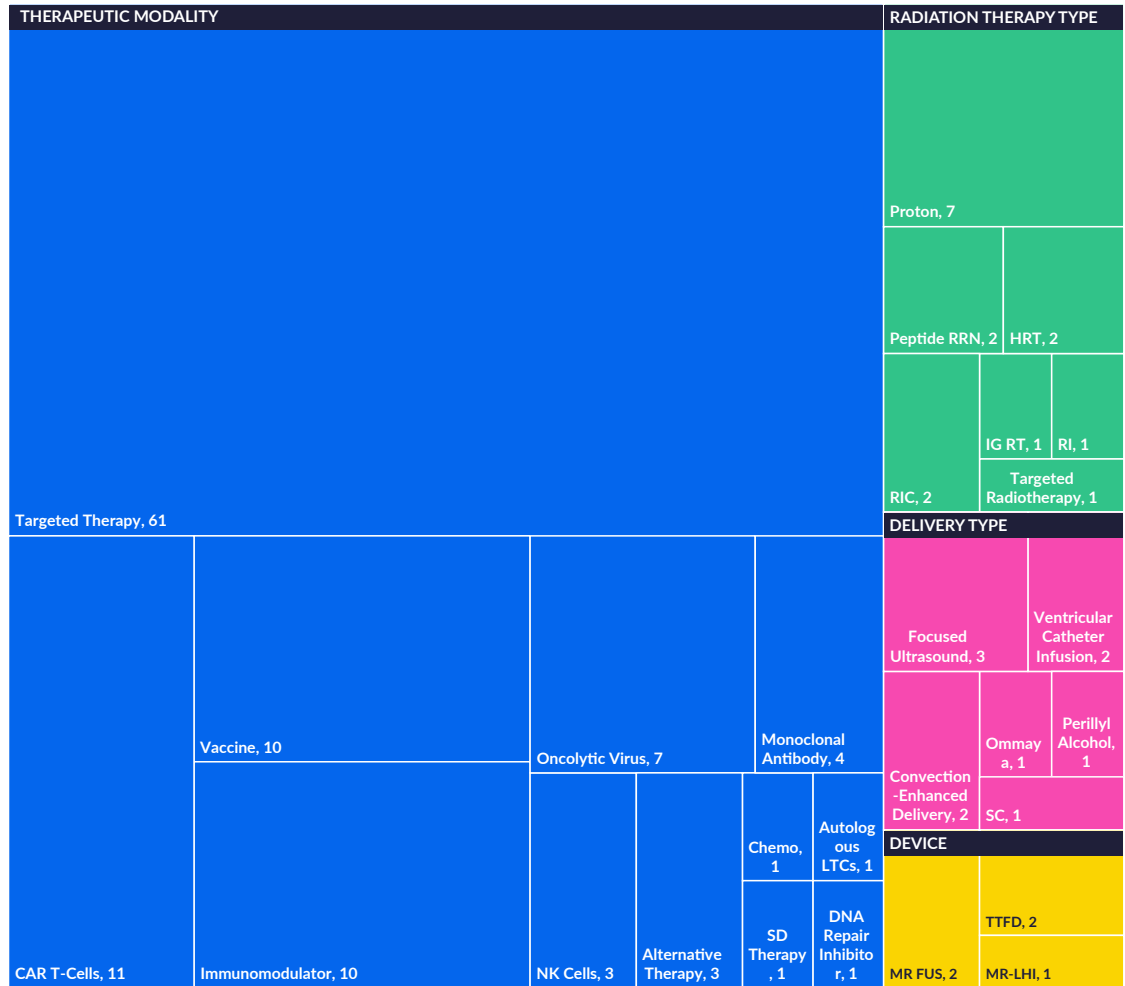 THERAPEUTIC MODALITY
Targeted Therapy, 61
CAR T-Cells, 11
Vaccine, 10
Immunomodulator, 10
Oncolytic Virus, 7
Monoclonal
Antibody, 4
NK Cells, 3
Alternative
Therapy, 3
Chemo,
1
Autolog
ous
LTCs, 1
SD
Therapy
, 1
DNA
Repair
Inhibito
r, 1
RADIATION THERAPY TYPE
Proton, 7
Peptide RRN, 2
HRT, 2
RIC, 2
IG RT, 1
RI, 1
Targeted
Radiotherapy, 1
DELIVERY TYPE
Focused
Ultrasound, 3
Ventricular
Catheter
Infusion, 2
Convection
-Enhanced
Delivery, 2
Ommay
a, 1
Perillyl
Alcohol,
1
SC, 1
DEVICE
MR FUS, 2
TTFD, 2
MR-LHI, 1